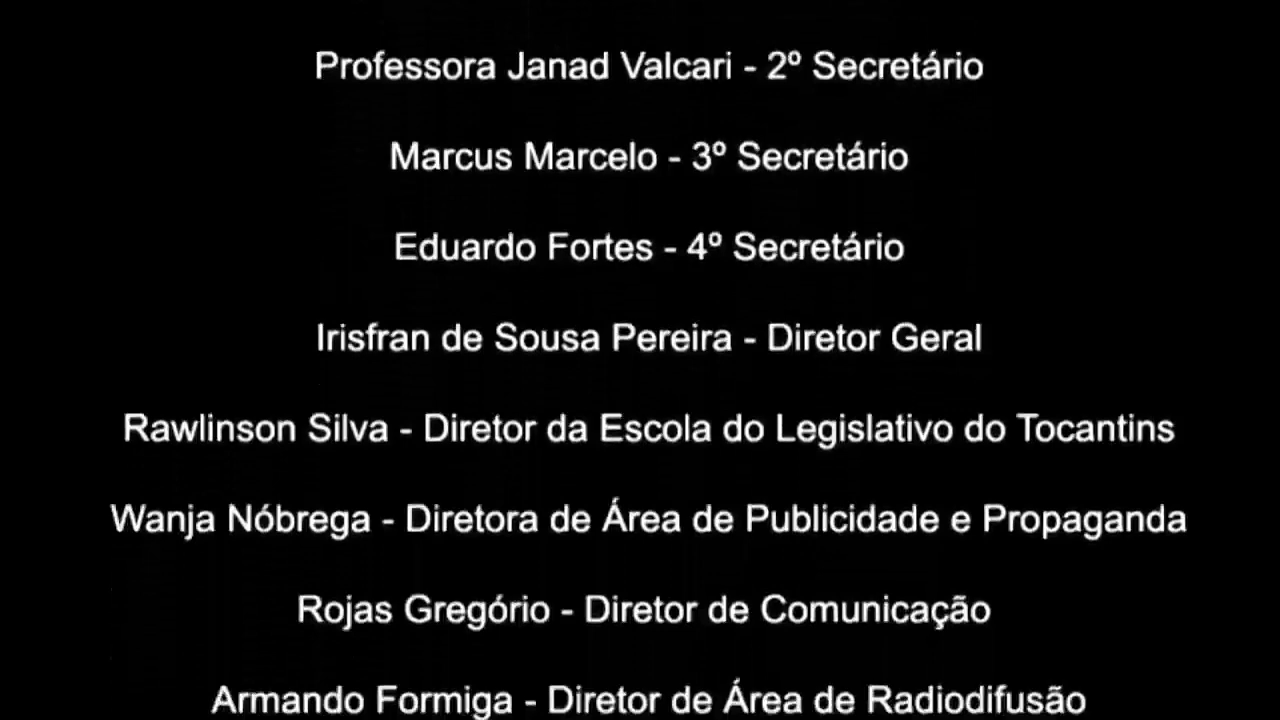 Professora Janad Valcari - 2º Secretário
Marcus Marcelo - 3º Secretário
Eduardo Fortes - 4º Secretário
Irisfran de Sousa Pereira - Diretor Geral
Rawlinson Silva - Diretor da Escola do Legislativo do Tocantins
Wanja Nóbrega - Diretora de Área de Publicidade e Propaganda
Rojas Gregório - Diretor de Comunicação
Armando Formiga - Diretor de Área de Radiodifusão